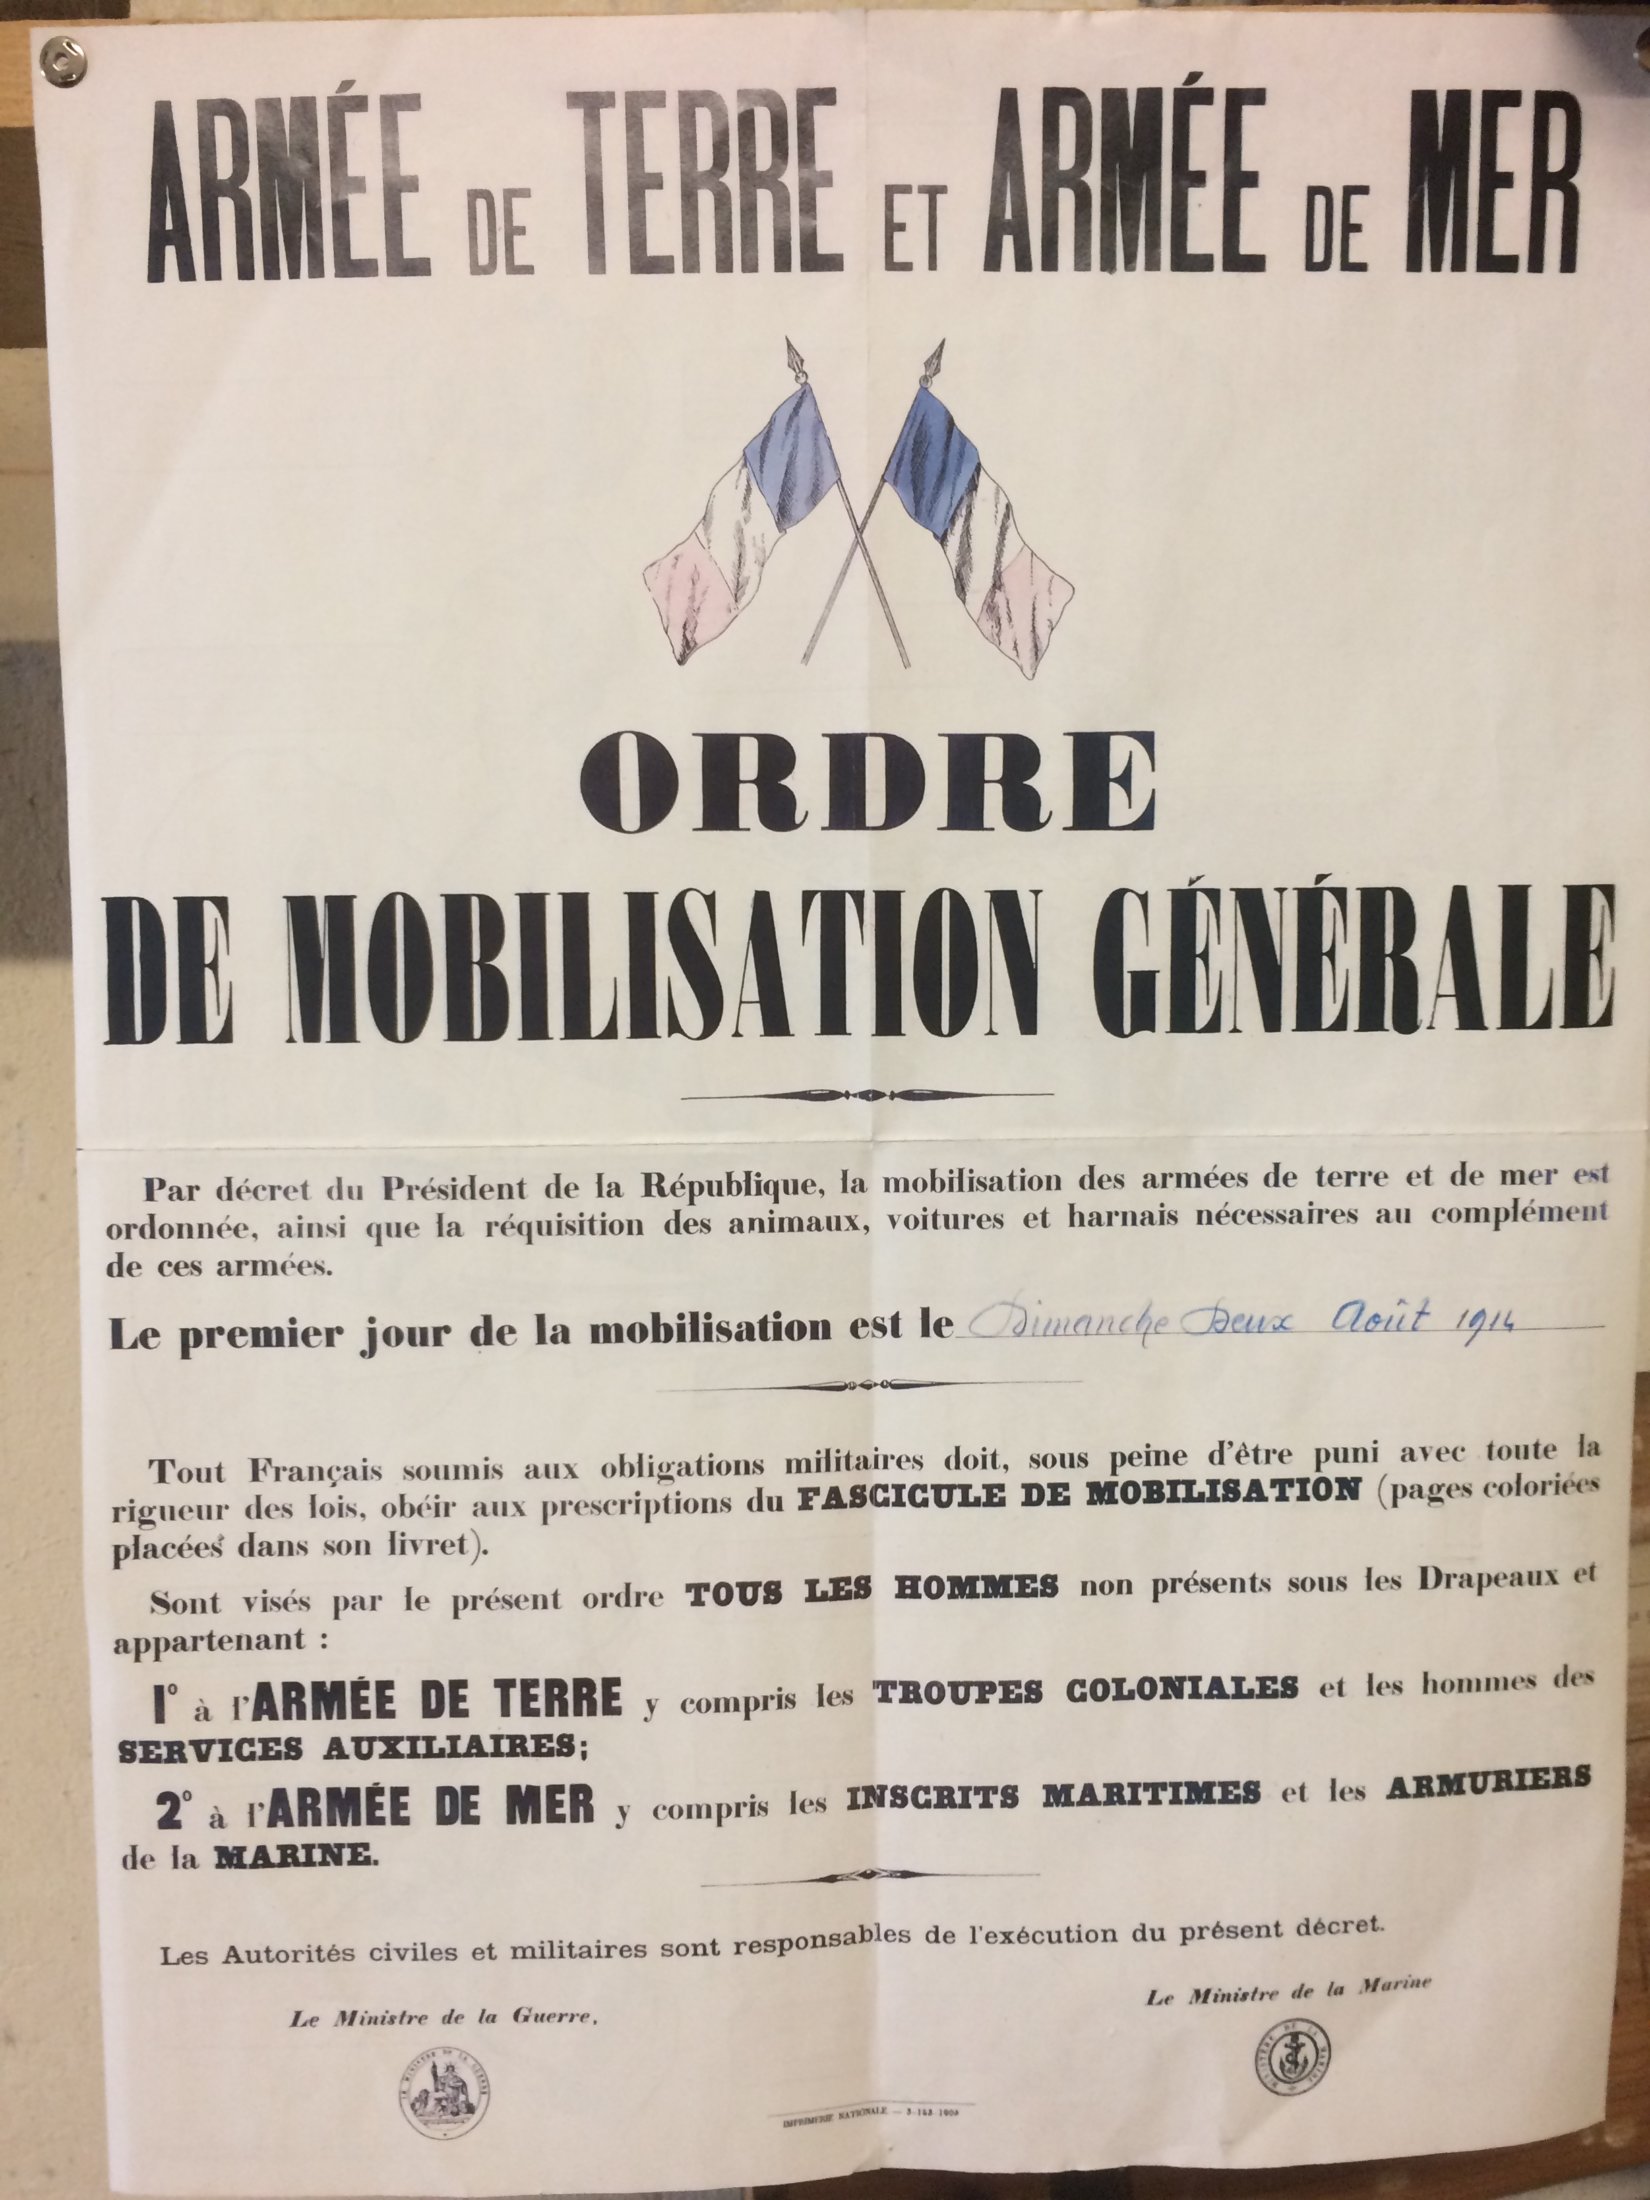 ARMÉE DE TERRE ET ARMÉE DE MER
ORDRE
DE MOBILISATION GÉNÉRALE
Par décret du Président de la République, la mobilisation des armées de terre et de mer est
ordonnée, ainsi que la réquisition des animaux, voitures et harnais nécessaires au complément
de ces armées.
Le premier jour de la mobilisation est le Dimanche Deux Août 1914
Tout Français soumis aux obligations militaires doit, sous peine d'être puni avec toute la
rigueur des lois, obéir aux prescriptions du FASCICULE DE MOBILISATION (pages coloriées
placées dans son livret).
Sont visés par le présent ordre TOUS LES HOMMES non présents sous les Drapeaux et
appartenant :
1° à l'ARMÉE DE TERRE y compris les TROUPES COLONIALES et les hommes des
SERVICES AUXILIAIRES;
2° à l'ARMÉE DE MER y compris les INSCRITS MARITIMES et les ARMURIERS
de la MARINE.
Les Autorités civiles et militaires sont responsables de l'exécution du présent décret.
Le Ministre de la Guerre,
Le Ministre de la Marine
MINISTÈRE DE LA MARINE
IMPRIMERIE NATIONALE